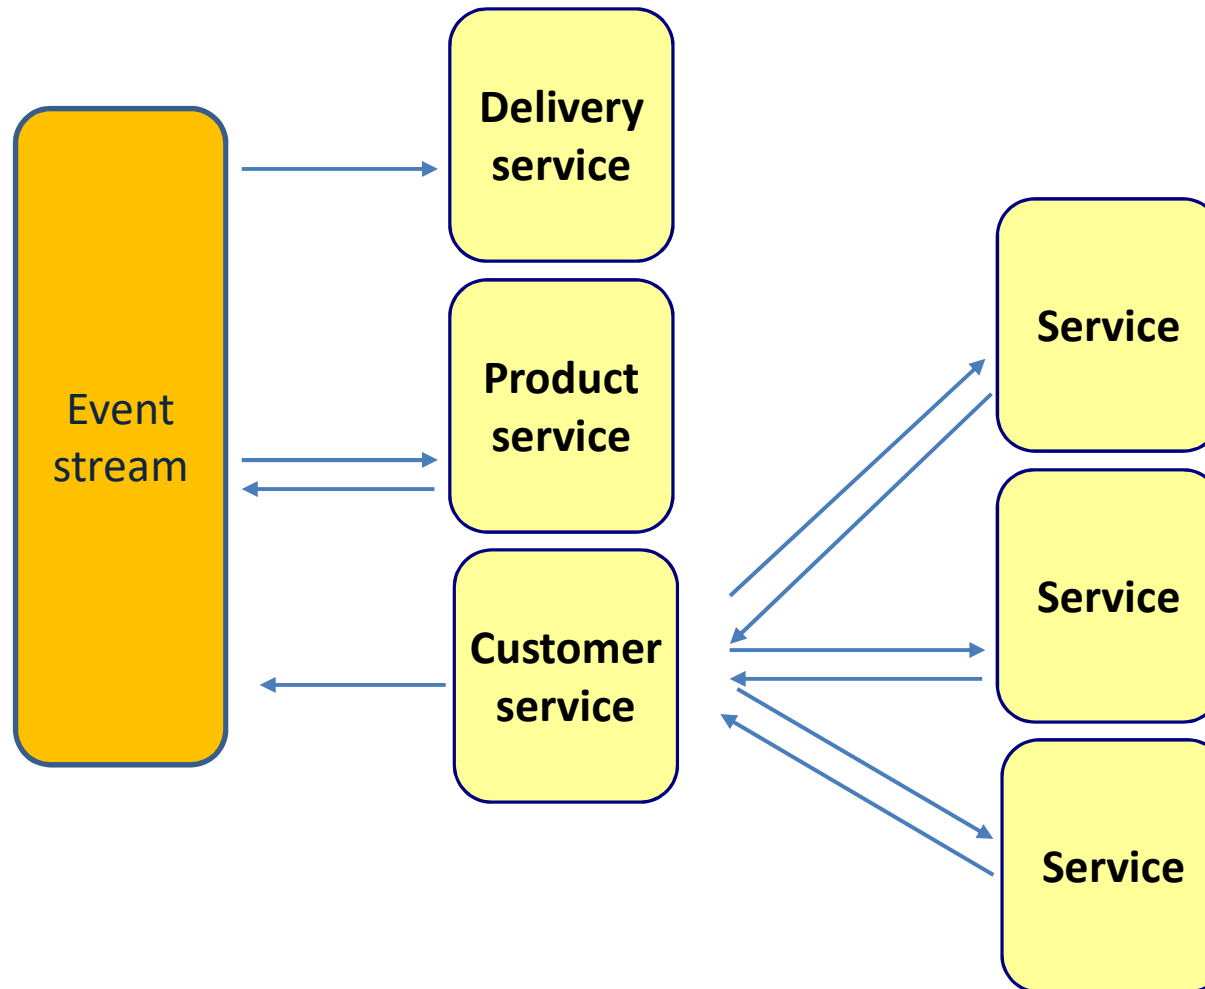 Delivery
service
Event
stream
Product
service
Customer
service
Service
Service
Service